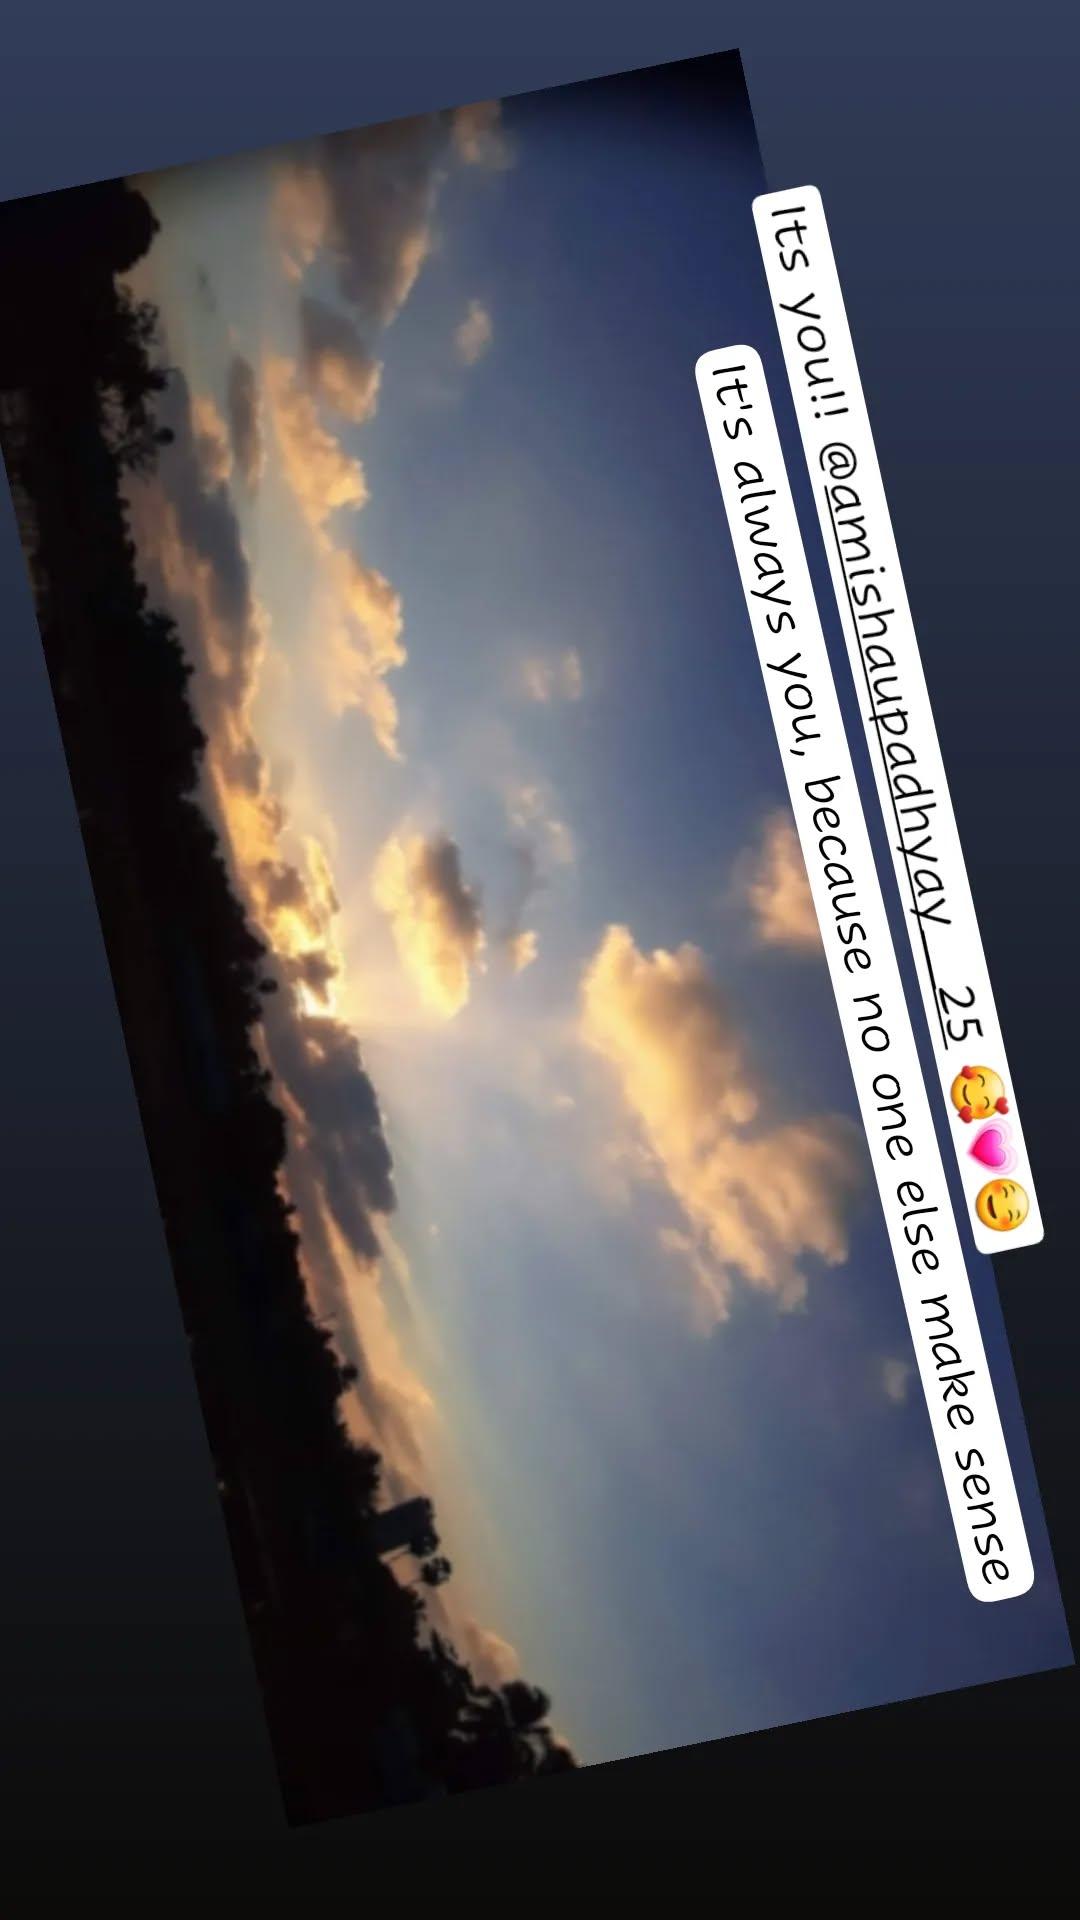 Its you!! @amishaupadhyay__25 🥰💗😊
It's always you, because no one else make sense